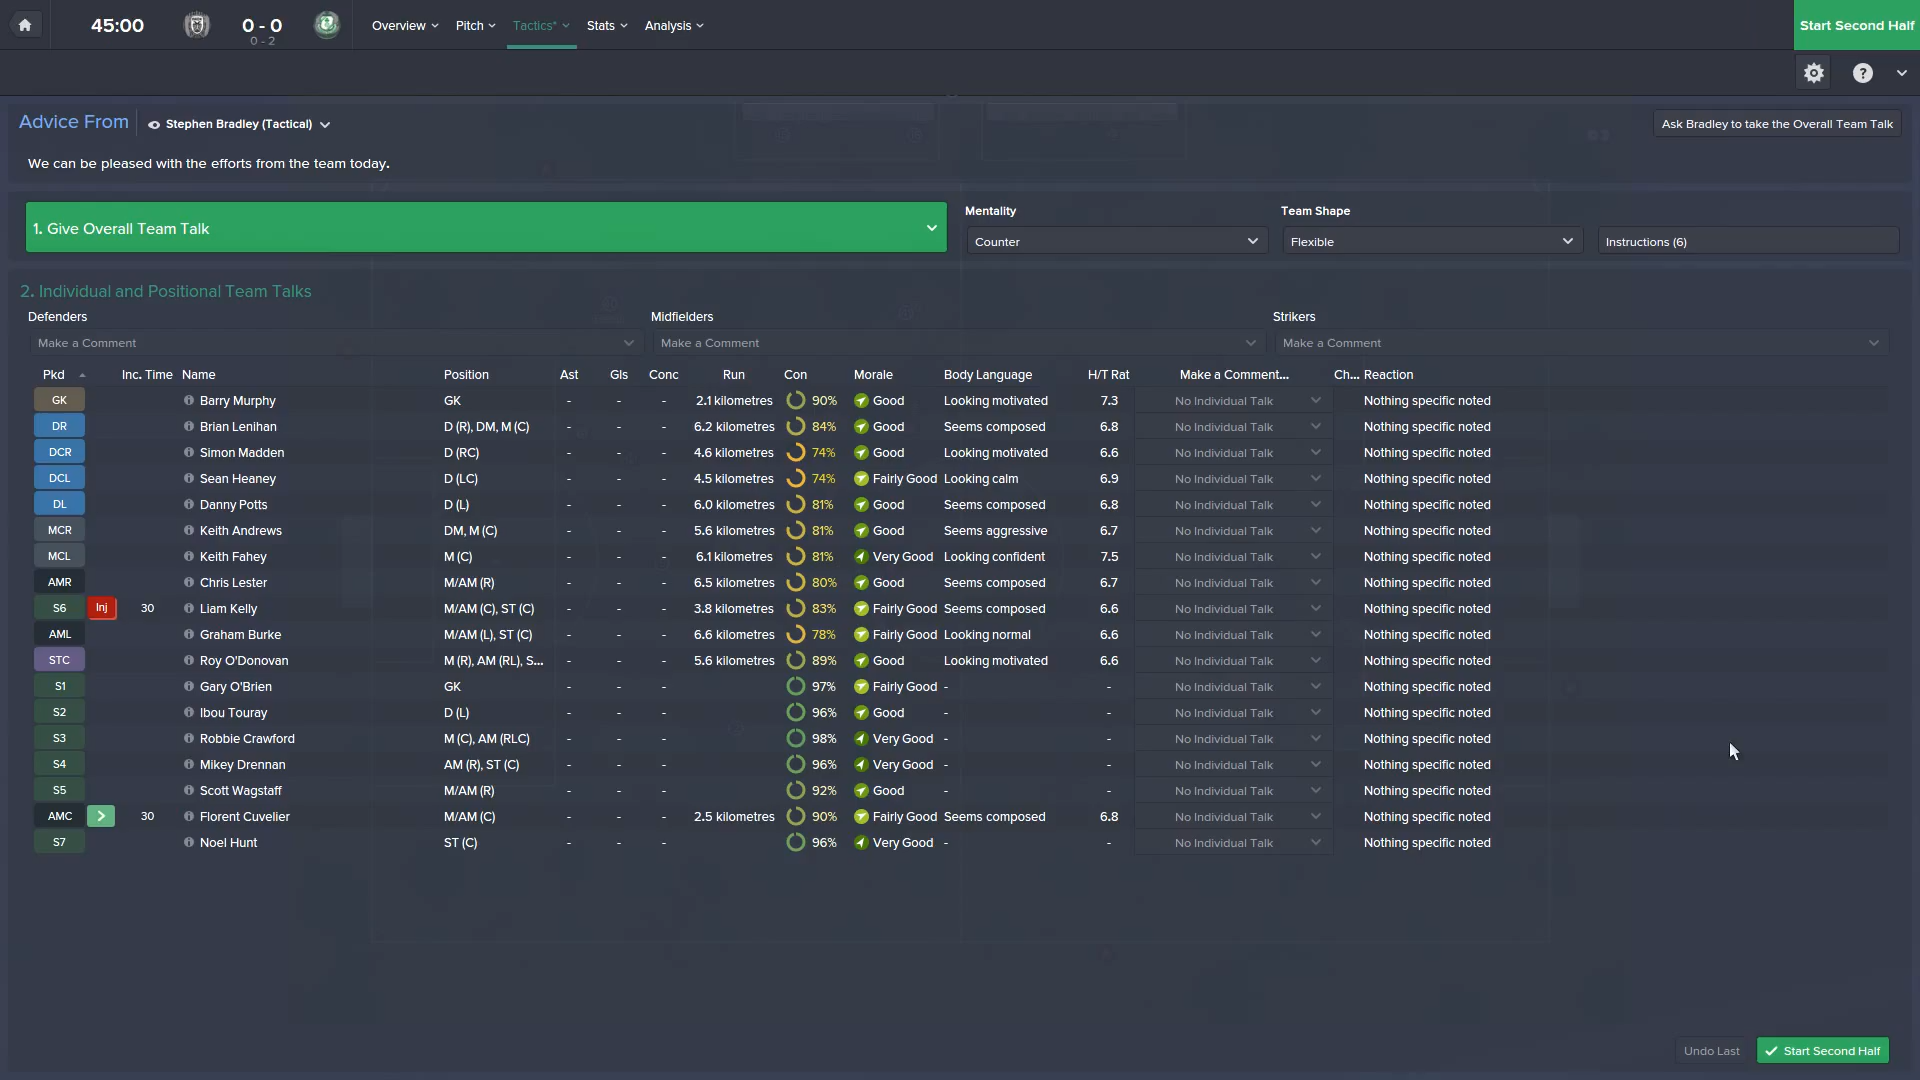 45:00 0 - 0 Overview Pitch Tactics* Stats Analysis Start Second Half
0 - 2
?
Advice From Stephen Bradley (Tactical) Ask Bradley to take the Overall Team Talk
We can be pleased with the efforts from the team today.
Mentality Team Shape
1. Give Overall Team Talk Counter Flexible Instructions (6)
2. Individual and Positional Team Talks
Defenders Midfielders Strikers
Make a Comment Make a Comment Make a Comment
Pkd Inc. Time Name Position Ast Gls Conc Run Con Morale Body Language H/T Rat Make a Comment... Ch... Reaction
GK Barry Murphy GK - - - 2.1 kilometres 90% Good Looking motivated 7.3 No Individual Talk Nothing specific noted
DR Brian Lenihan D (R), DM, M (C) - - - 6.2 kilometres 84% Good Seems composed 6.8 No Individual Talk Nothing specific noted
DCR Simon Madden D (RC) - - - 4.6 kilometres 74% Good Looking motivated 6.6 No Individual Talk Nothing specific noted
DCL Sean Heaney D (LC) - - - 4.5 kilometres 74% Fairly Good Looking calm 6.9 No Individual Talk Nothing specific noted
DL Danny Potts D (L) - - - 6.0 kilometres 81% Good Seems composed 6.8 No Individual Talk Nothing specific noted
MCR Keith Andrews DM, M (C) - - - 5.6 kilometres 81% Good Seems aggressive 6.7 No Individual Talk Nothing specific noted
MCL Keith Fahey M (C) - - - 6.1 kilometres 81% Very Good Looking confident 7.5 No Individual Talk Nothing specific noted
AMR Chris Lester M/AM (R) - - - 6.5 kilometres 80% Good Seems composed 6.7 No Individual Talk Nothing specific noted
S6 Inj 30 Liam Kelly M/AM (C), ST (C) - - - 3.8 kilometres 83% Fairly Good Seems composed 6.6 No Individual Talk Nothing specific noted
AML Graham Burke M/AM (L), ST (C) - - - 6.6 kilometres 78% Fairly Good Looking normal 6.6 No Individual Talk Nothing specific noted
STC Roy O'Donovan M (R), AM (RL), S... - - - 5.6 kilometres 89% Good Looking motivated 6.6 No Individual Talk Nothing specific noted
S1 Gary O'Brien GK - - - 97% Fairly Good - - No Individual Talk Nothing specific noted
S2 Ibou Touray D (L) - - - 96% Good - - No Individual Talk Nothing specific noted
S3 Robbie Crawford M (C), AM (RLC) - - - 98% Very Good - - No Individual Talk Nothing specific noted
S4 Mikey Drennan AM (R), ST (C) - - - 96% Very Good - - No Individual Talk Nothing specific noted
S5 Scott Wagstaff M/AM (R) - - - 92% Good - - No Individual Talk Nothing specific noted
AMC 30 Florent Cuvelier M/AM (C) - - - 2.5 kilometres 90% Fairly Good Seems composed 6.8 No Individual Talk Nothing specific noted
S7 Noel Hunt ST (C) - - - 96% Very Good - - No Individual Talk Nothing specific noted
Undo Last Start Second Half